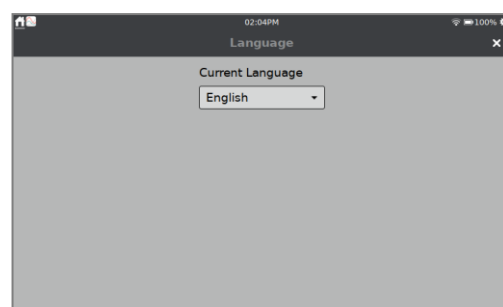 02:04PM
100%
Language
×
Current Language
English